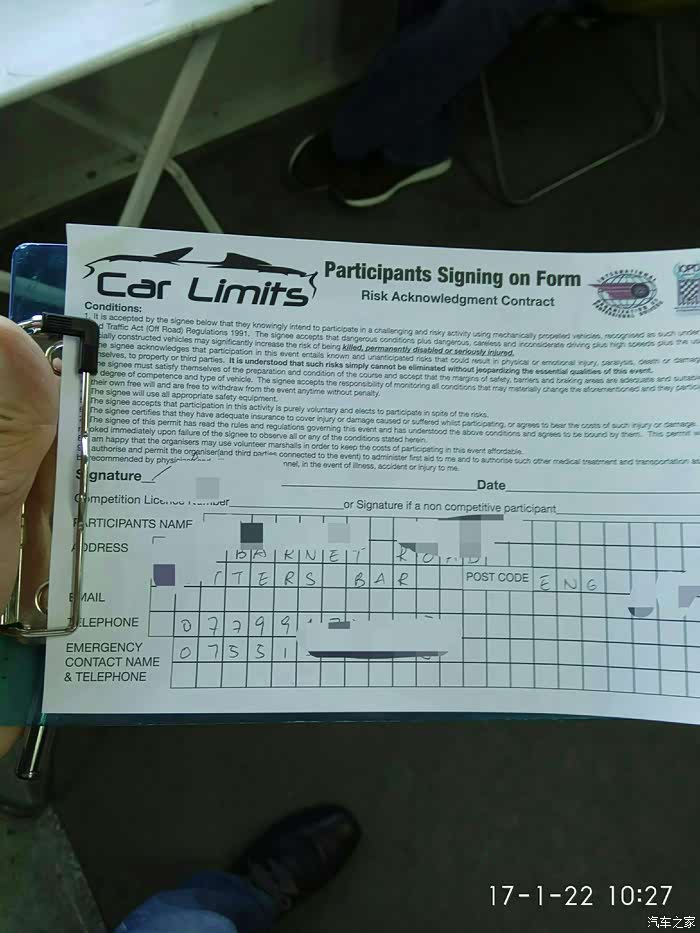 Car Limits
Participants Signing on Form
Risk Acknowledgment Contract
Conditions:
1. It is accepted by the signee below that they knowingly intend to participate in a challenging and risky activity using mechanically propelled vehicles, recognised as such under
d Traffic Act (Off Road) Regulations 1991. The signee accepts that dangerous conditions plus dangerous, careless and inconsiderate driving plus high speeds plus the us
ually constructed vehicles may significantly increase the risk of being killed, permanently disabled or seriously injured.
he signee acknowledges that participation in this event entails known and unanticipated risks that could result in physical or emotional injury, paralysis, death or damag
mselves, to property or third parties. It is understood that such risks simply cannot be eliminated without jeopardizing the essential qualities of this event.
he signee must satisfy themselves of the preparation and condition of the course and accept that the margins of safety, barriers and braking areas are adequate and suitable
degree of competence and type of vehicle. The signee accepts the responsibility of monitoring all conditions that may materially change the aforementioned and they partici
their own free will and are free to withdraw from the event anytime without penalty.
The signee will use all appropriate safety equipment.
The signee accepts that participation in this activity is purely voluntary and elects to participate in spite of the risks.
The signee certifies that they have adequate insurance to cover injury or damage caused or suffered whilst participating, or agrees to bear the costs of such injury or damage.
The signee of this permit has read the rules and regulations governing this event and has understood the above conditions and agrees to be bound by them. This permit
oked immediately upon failure of the signee to observe all or any of the conditions stated herein.
am happy that the organisers may use volunteer marshalls in order to keep the costs of participating in this event affordable.
authorise and permit the organiser(and third parties connected to the event) to administer first aid to me and to authorise such other medical treatment and transportation as
recommended by physician nnel, in the event of illness, accident or injury to me.
Signature Date
Competition Licence Number or Signature if a non competitive participant
PARTICIPANTS NAME
ADDRESS BARNET ROAD
TTERS BAR POST CODE ENG
EMAIL
TELEPHONE 07799
EMERGENCY 07551
CONTACT NAME
& TELEPHONE
17-1-22 10:27
汽车之家